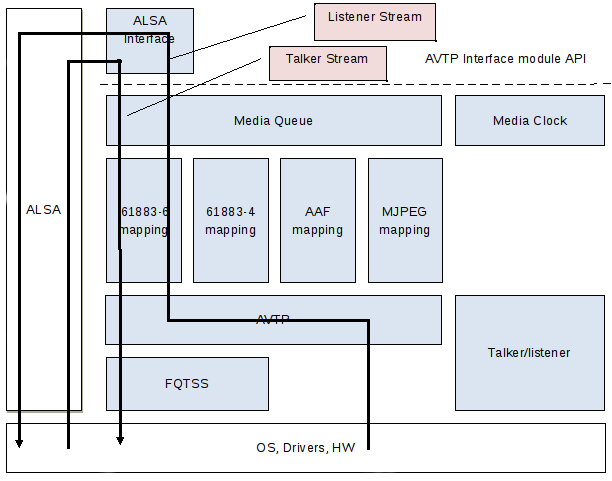 ALSA
Interface
Listener Stream
Talker Stream
AVTP Interface module API
Media Queue
Media Clock
ALSA
61883-6
mapping
61883-4
mapping
AAF
mapping
MJPEG
mapping
AVTP
Talker/listener
FQTSS
OS, Drivers, HW